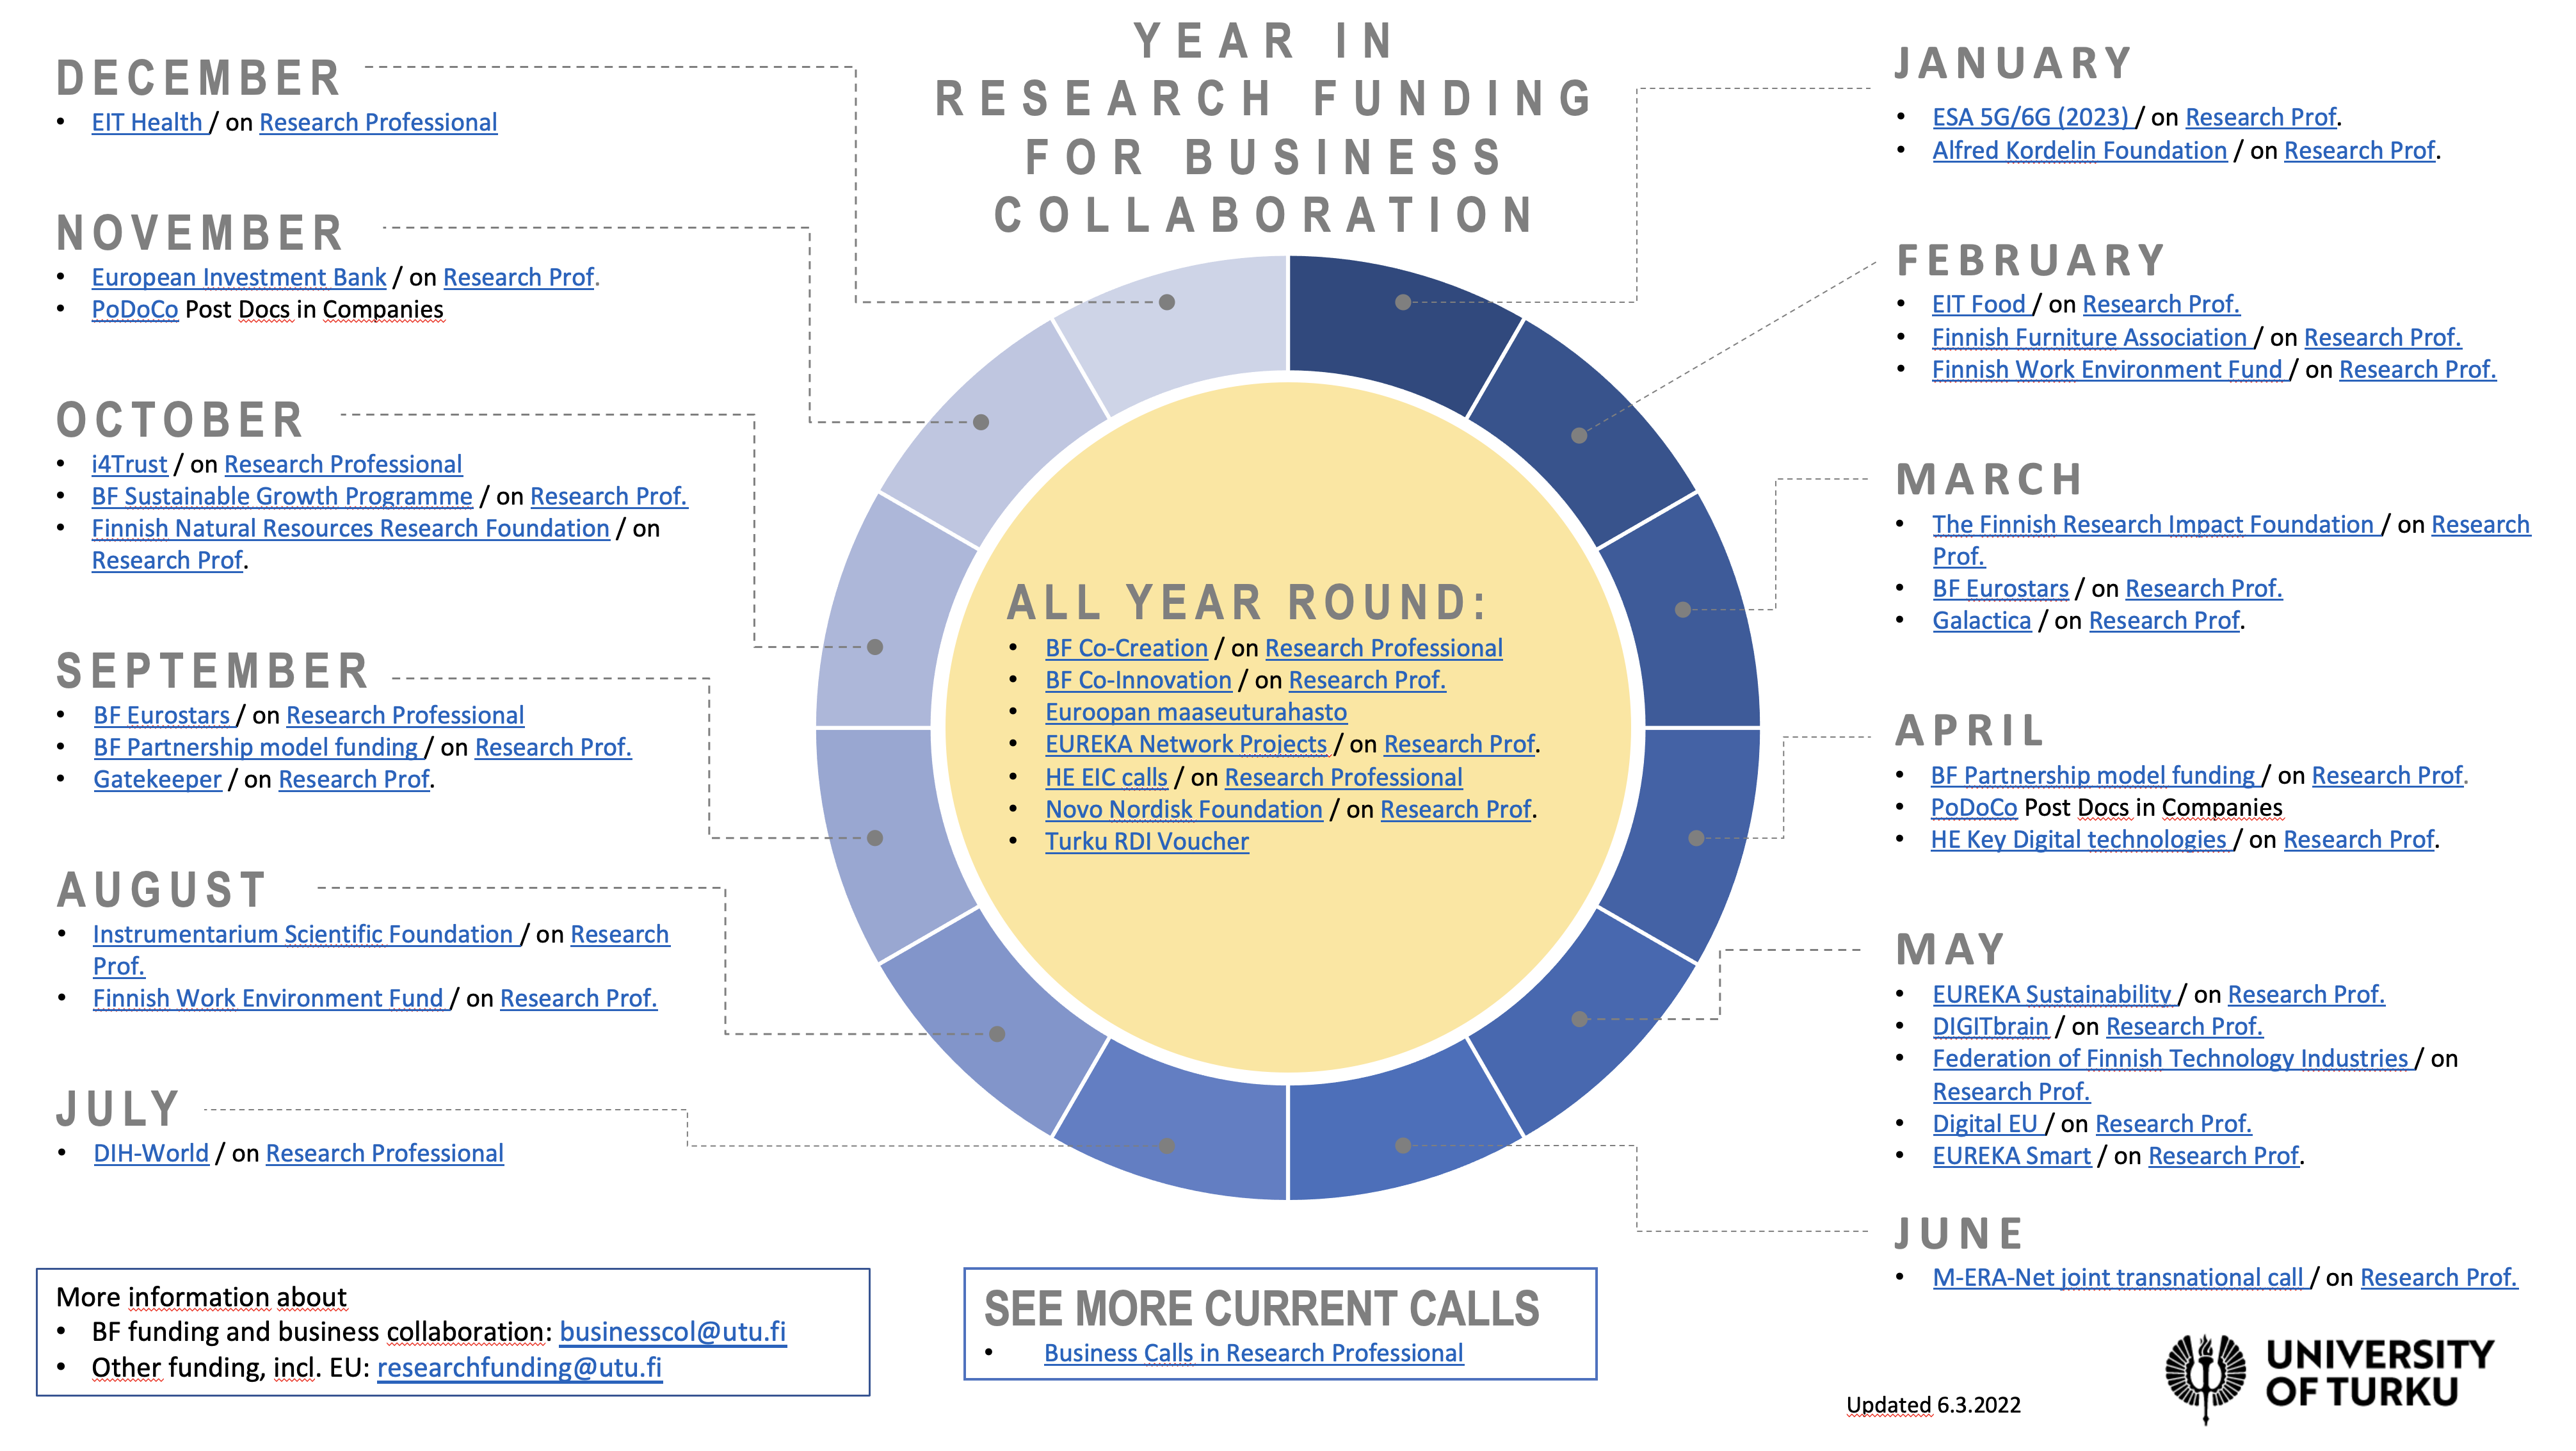 YEAR IN
RESEARCH FUNDING
FOR BUSINESS
COLLABORATION
JANUARY
• ESA 5G/6G (2023) / on Research Prof.
• Alfred Kordelin Foundation / on Research Prof.
FEBRUARY
• EIT Food / on Research Prof.
• Finnish Furniture Association / on Research Prof.
• Finnish Work Environment Fund / on Research Prof.
MARCH
• The Finnish Research Impact Foundation / on Research
Prof.
• BF Eurostars / on Research Prof.
• Galactica / on Research Prof.
APRIL
• BF Partnership model funding / on Research Prof.
• PoDoCo Post Docs in Companies
• HE Key Digital technologies / on Research Prof.
MAY
• EUREKA Sustainability / on Research Prof.
• DIGITbrain / on Research Prof.
• Federation of Finnish Technology Industries / on
Research Prof.
• Digital EU / on Research Prof.
• EUREKA Smart / on Research Prof.
JUNE
• M-ERA-Net joint transnational call / on Research Prof.
JULY
• DIH-World / on Research Professional
AUGUST
• Instrumentarium Scientific Foundation / on Research
Prof.
• Finnish Work Environment Fund / on Research Prof.
SEPTEMBER
• BF Eurostars / on Research Professional
• BF Partnership model funding / on Research Prof.
• Gatekeeper / on Research Prof.
OCTOBER
• i4Trust / on Research Professional
• BF Sustainable Growth Programme / on Research Prof.
• Finnish Natural Resources Research Foundation / on
Research Prof.
NOVEMBER
• European Investment Bank / on Research Prof.
• PoDoCo Post Docs in Companies
DECEMBER
• EIT Health / on Research Professional
ALL YEAR ROUND:
• BF Co-Creation / on Research Professional
• BF Co-Innovation / on Research Prof.
• Euroopan maaseuturahasto
• EUREKA Network Projects / on Research Prof.
• HE EIC calls / on Research Professional
• Novo Nordisk Foundation / on Research Prof.
• Turku RDI Voucher
More information about
• BF funding and business collaboration: businesscol@utu.fi
• Other funding, incl. EU: researchfunding@utu.fi
SEE MORE CURRENT CALLS
• Business Calls in Research Professional
Updated 6.3.2022
UNIVERSITY
OF TURKU